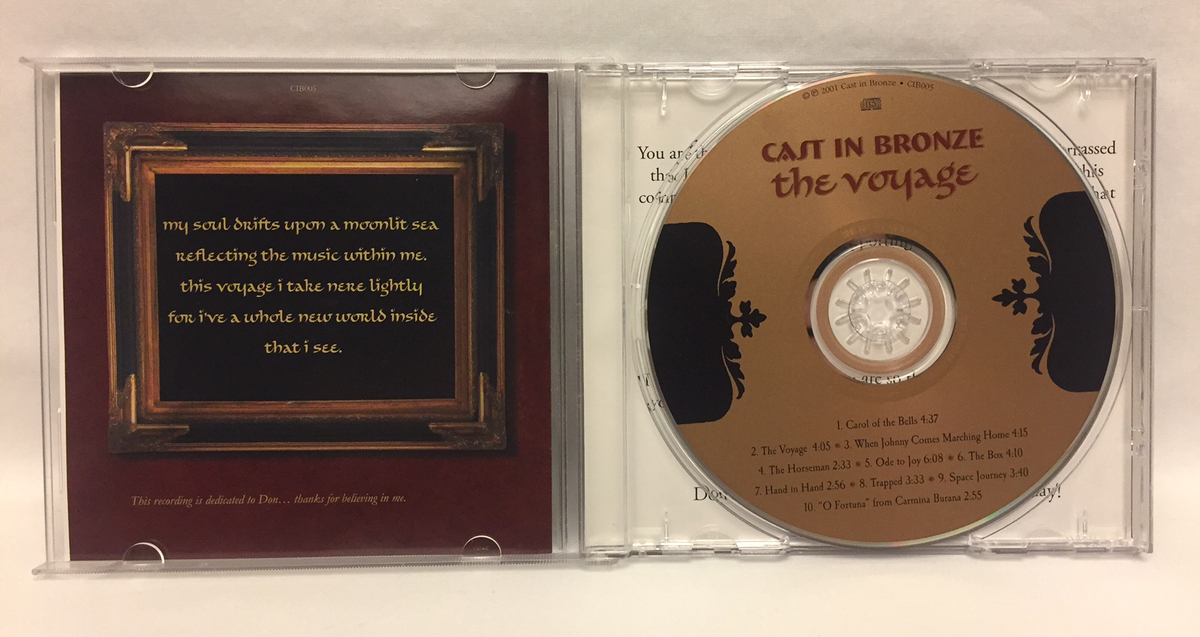 CIB005
my soul drifts upon a moonlit sea
reflecting the music within me.
this voyage i take nere lightly
for i've a whole new world inside
that i see.
This recording is dedicated to Don... thanks for believing in me.
© ℗ 2001 Cast in Bronze • CIB005
CAST IN BRONZE
the voyage
1. Carol of the Bells 4:37
2. The Voyage 4:05 * 3. When Johnny Comes Marching Home 4:15
4. The Horseman 2:33 * 5. Ode to Joy 6:08 * 6. The Box 4:10
7. Hand in Hand 2:56 * 8. Trapped 3:33 * 9. Space Journey 3:40
10. "O Fortuna" from Carmina Burana 2:55
You are
are so